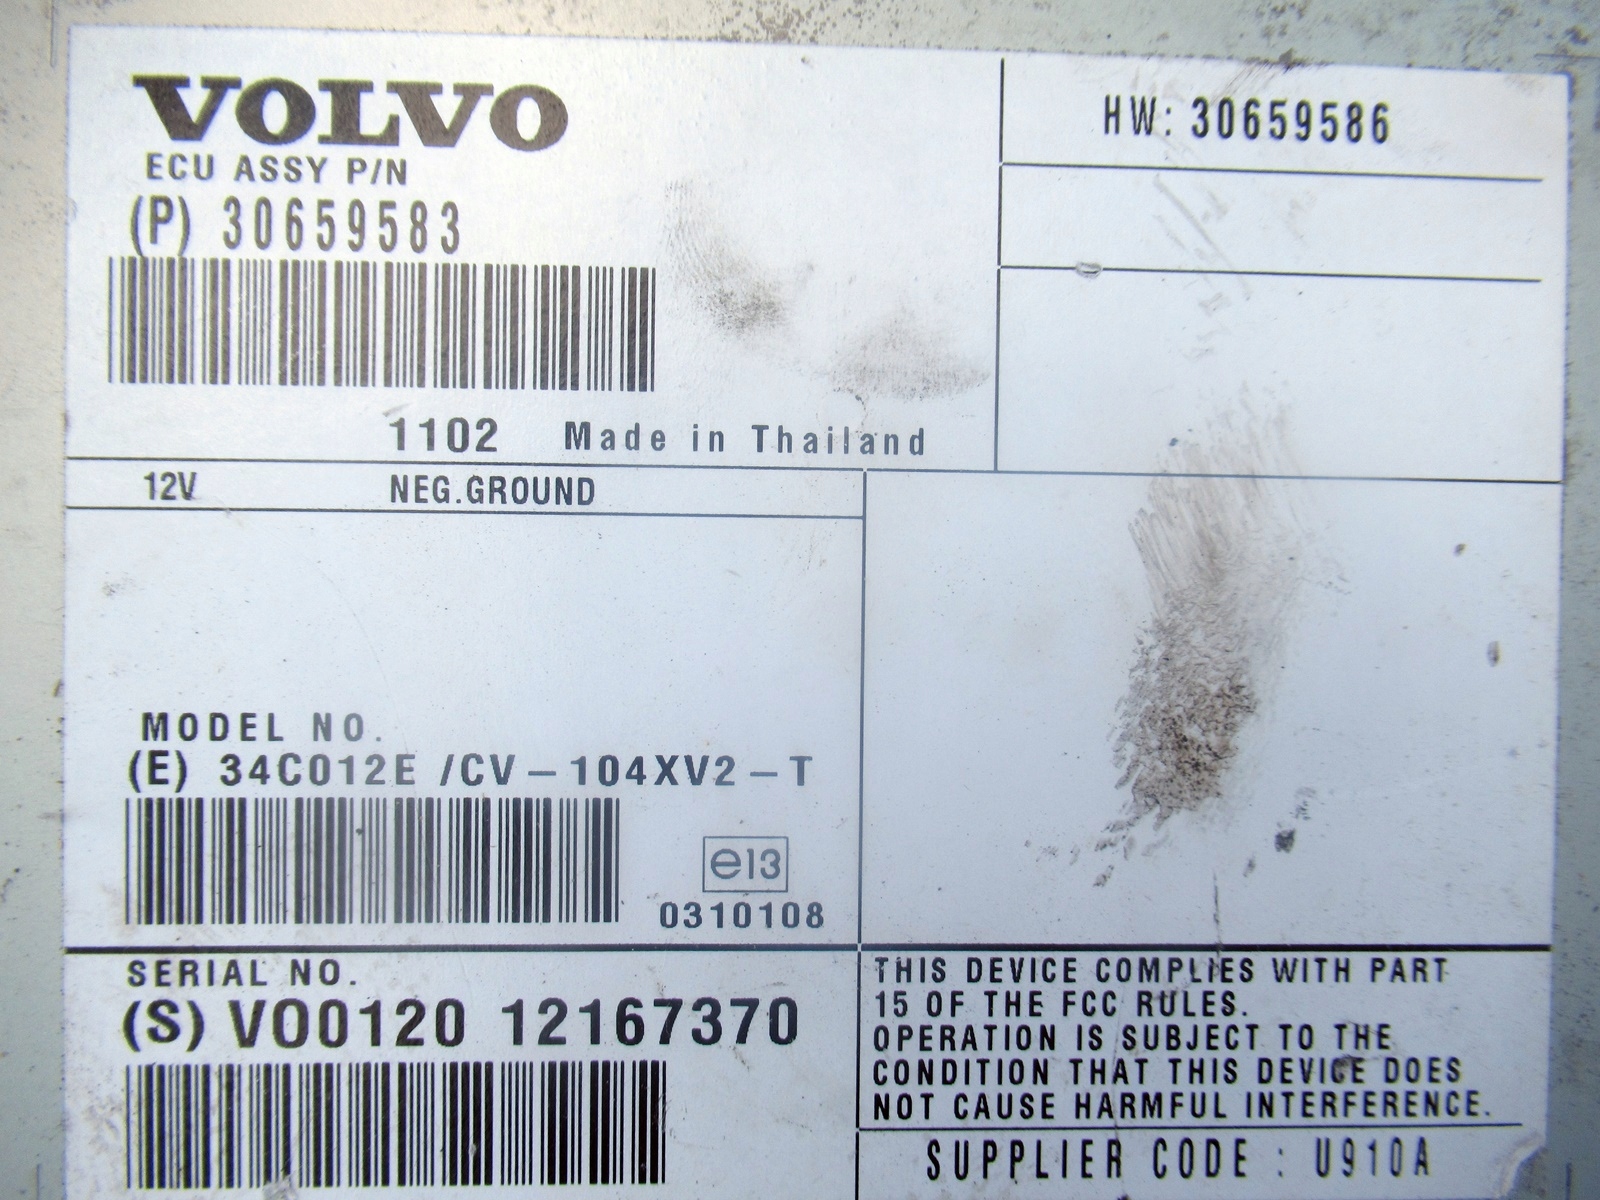 VOLVO
ECU ASSY P/N
(P) 30659583
1102 Made in Thailand
HW: 30659586
12V NEG.GROUND
MODEL NO.
(E) 34C012E /CV-104XV2-T
e13
0310108
SERIAL NO.
(S) VO0120 12167370
THIS DEVICE COMPLIES WITH PART
15 OF THE FCC RULES.
OPERATION IS SUBJECT TO THE
CONDITION THAT THIS DEVICE DOES
NOT CAUSE HARMFUL INTERFERENCE.
SUPPLIER CODE : U910A